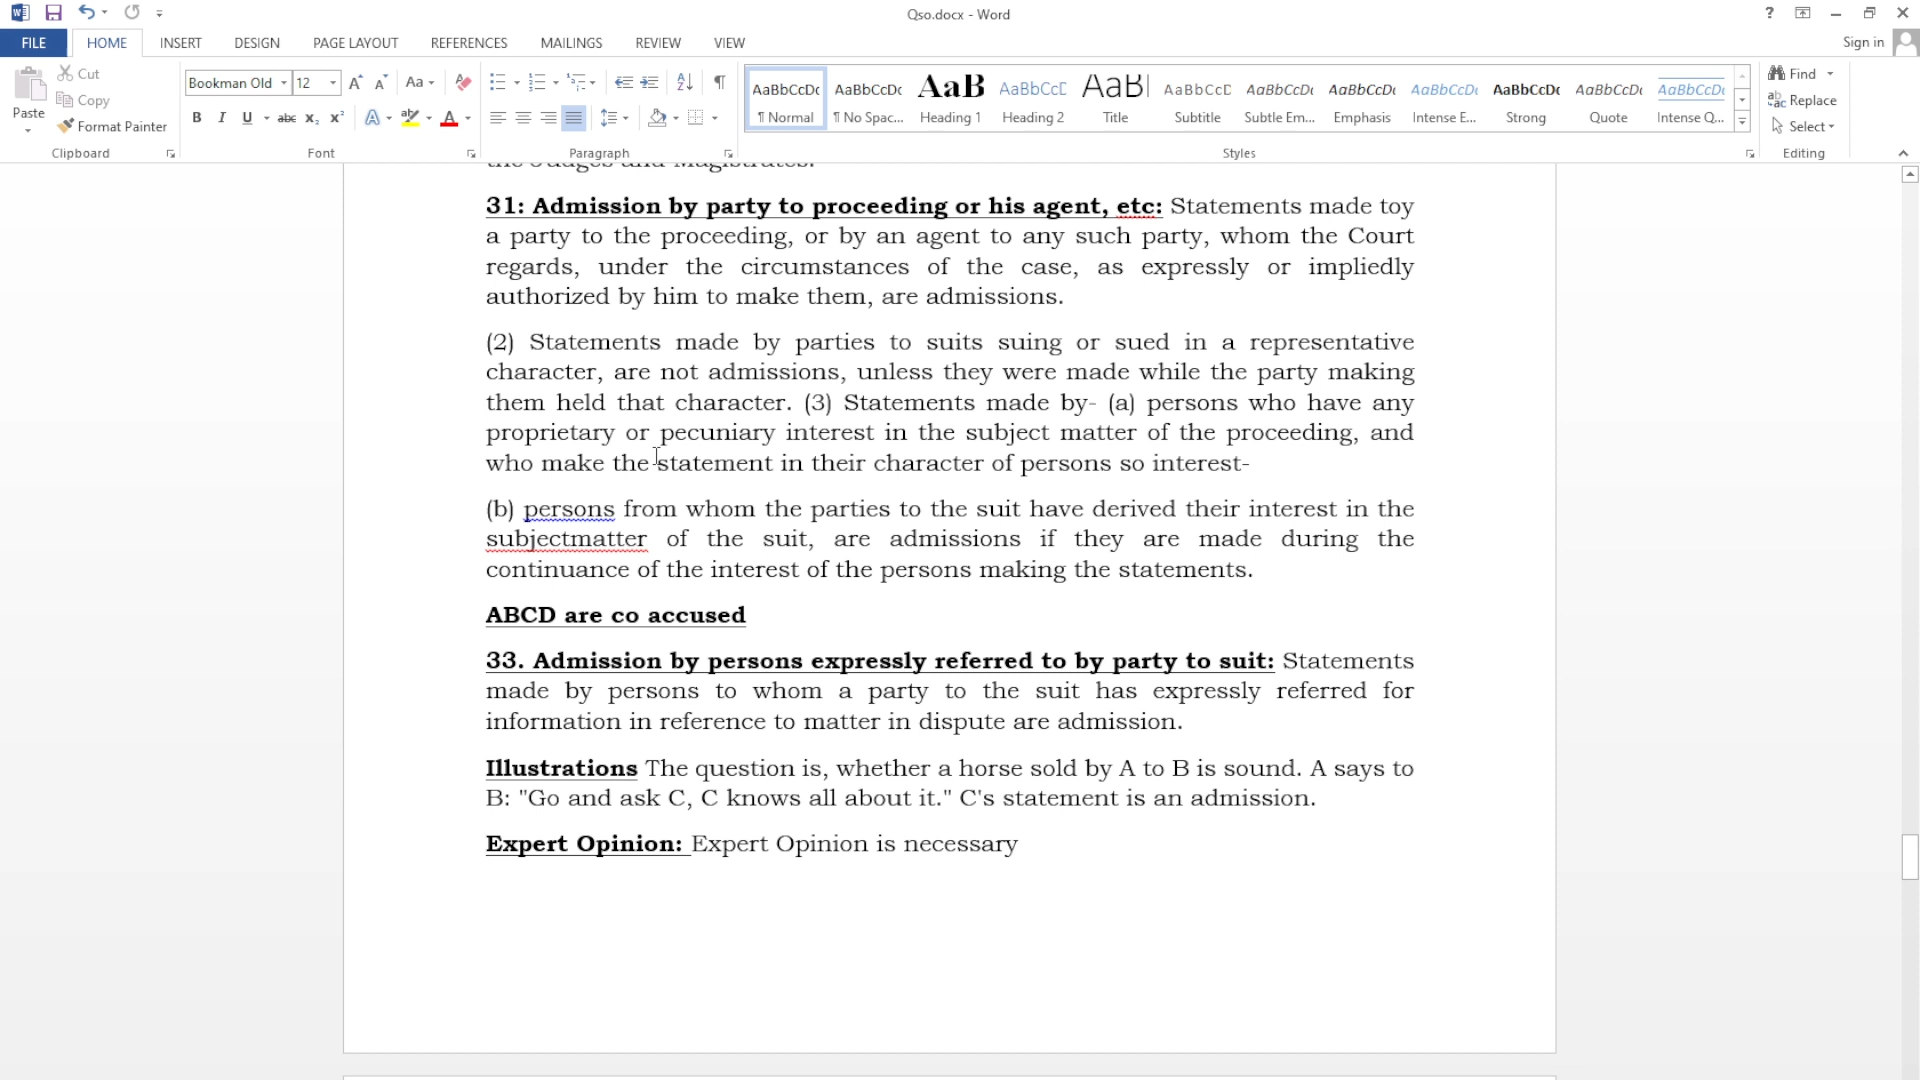 Qso.docx - Word
?
FILE HOME INSERT DESIGN PAGE LAYOUT REFERENCES MAILINGS REVIEW VIEW Sign in
Paste
Cut
Copy
Format Painter
Clipboard
Bookman Old 12 A A Aa
B I U abc x₂ x² A ab A
Font
Paragraph
AaBbCcDc AaBbCcDc AaB AaBbCcC AaB AaBbCcD AaBbCcDc AaBbCcDc AaBbCcDc AaBbCcDc AaBbCcDc AaBbCcDc
¶ Normal ¶ No Spac... Heading 1 Heading 2 Title Subtitle Subtle Em... Emphasis Intense E... Strong Quote Intense Q...
Styles
Find
Replace
Select
Editing
the Judges and Magistrates.
31: Admission by party to proceeding or his agent, etc: Statements made toy
a party to the proceeding, or by an agent to any such party, whom the Court
regards, under the circumstances of the case, as expressly or impliedly
authorized by him to make them, are admissions.
(2) Statements made by parties to suits suing or sued in a representative
character, are not admissions, unless they were made while the party making
them held that character. (3) Statements made by- (a) persons who have any
proprietary or pecuniary interest in the subject matter of the proceeding, and
who make the statement in their character of persons so interest-
(b) persons from whom the parties to the suit have derived their interest in the
subjectmatter of the suit, are admissions if they are made during the
continuance of the interest of the persons making the statements.
ABCD are co accused
33. Admission by persons expressly referred to by party to suit: Statements
made by persons to whom a party to the suit has expressly referred for
information in reference to matter in dispute are admission.
Illustrations The question is, whether a horse sold by A to B is sound. A says to
B: "Go and ask C, C knows all about it." C's statement is an admission.
Expert Opinion: Expert Opinion is necessary